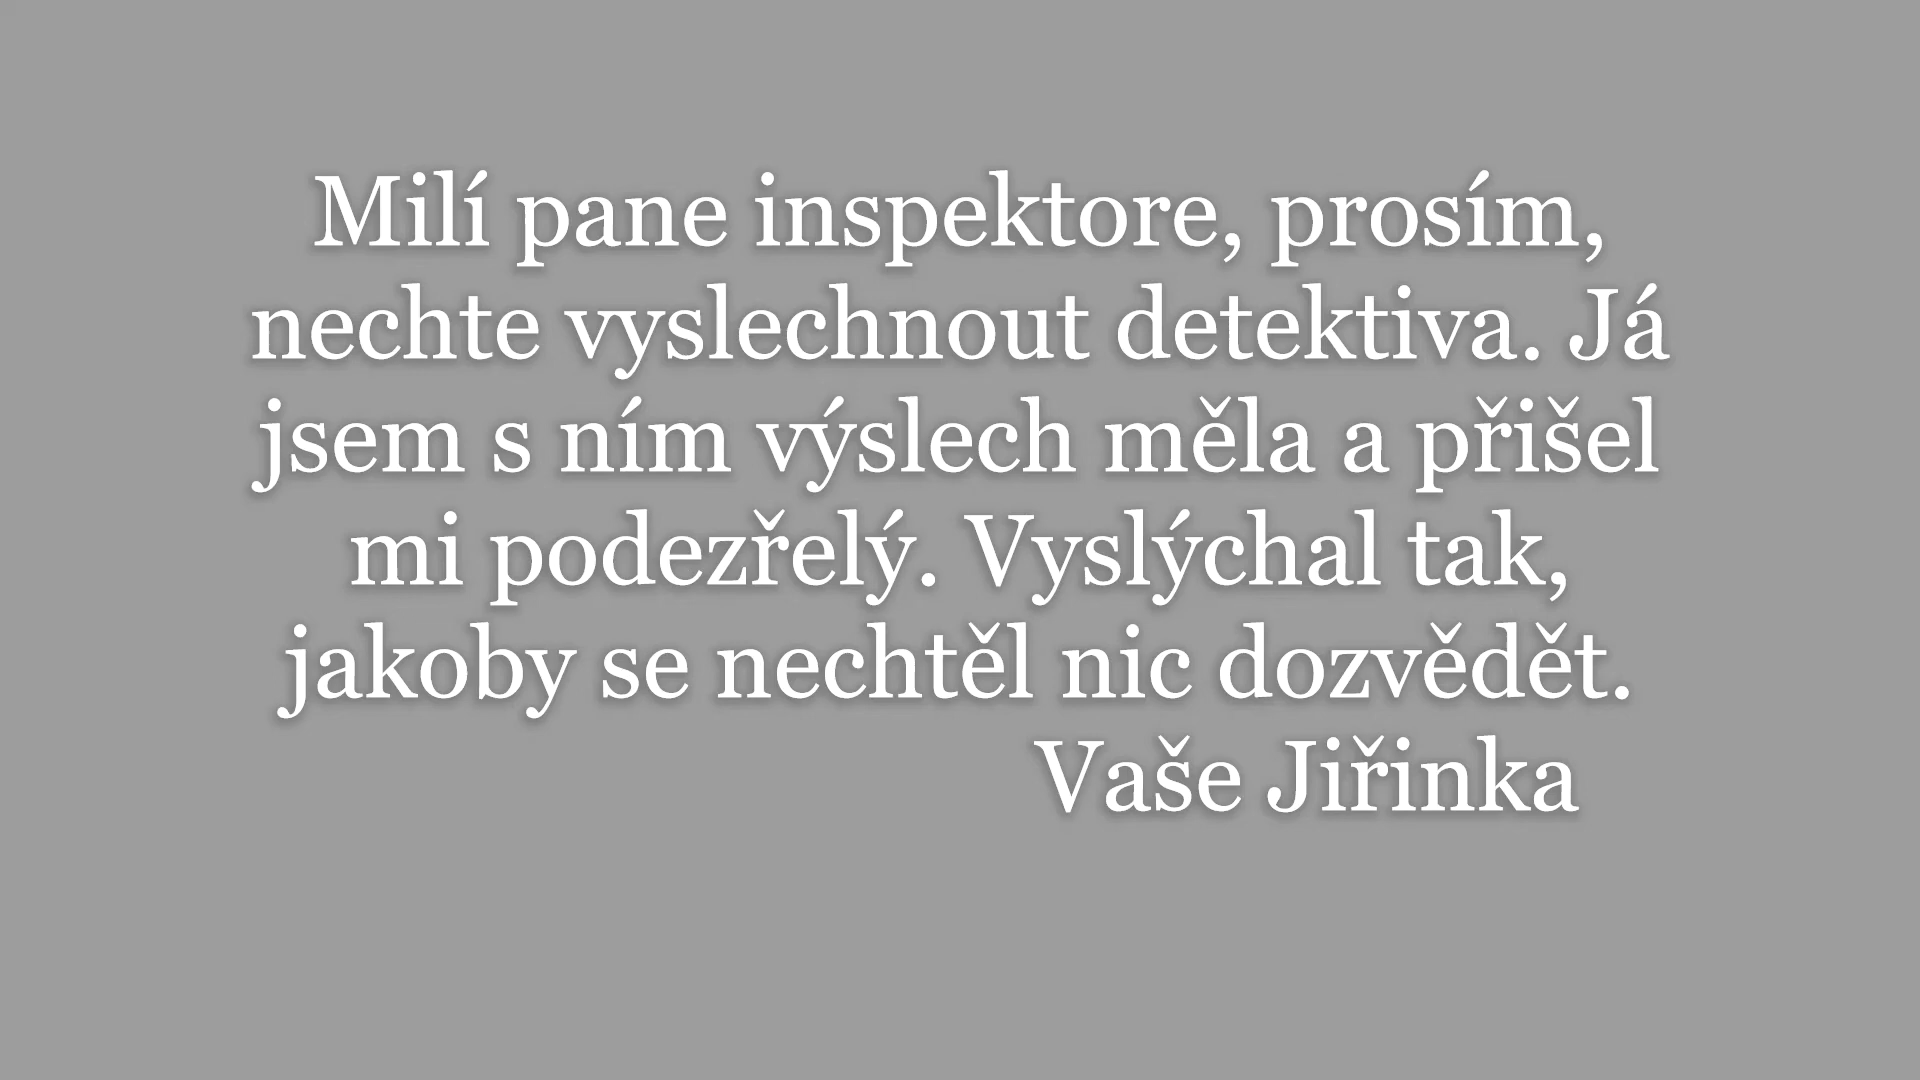 Milí pane inspektore, prosím,
nechte vyslechnout detektiva. Já
jsem s ním výslech měla a přišel
mi podezřelý. Vyslýchal tak,
jakoby se nechtěl nic dozvědět.
Vaše Jiřinka